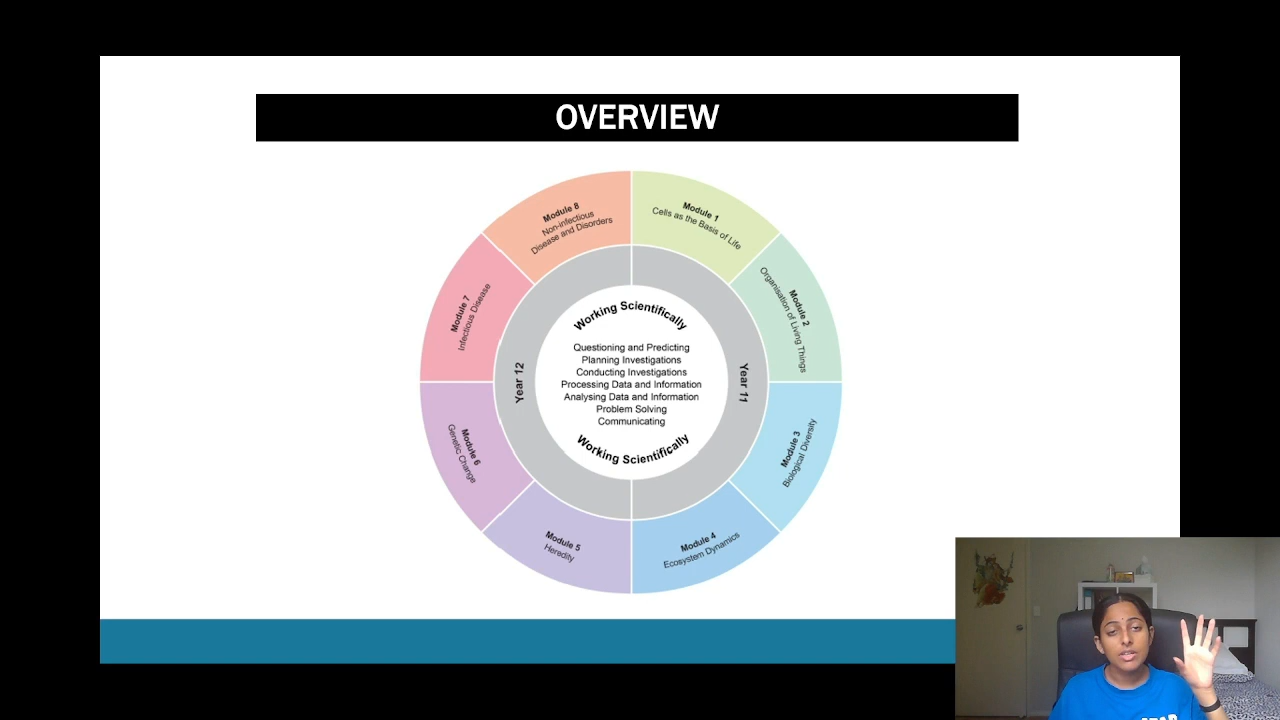 OVERVIEW
Module 8
Non-infectious
Disease and Disorders
Module 1
Cells as the Basis of Life
Module 7
Infectious Disease
Module 2
Organisation of Living Things
Working Scientifically
Questioning and Predicting
Planning Investigations
Conducting Investigations
Processing Data and Information
Analysing Data and Information
Problem Solving
Communicating
Working Scientifically
Year 12
Year 11
Module 6
Genetic Change
Module 3
Biological Diversity
Module 5
Heredity
Module 4
Ecosystem Dynamics